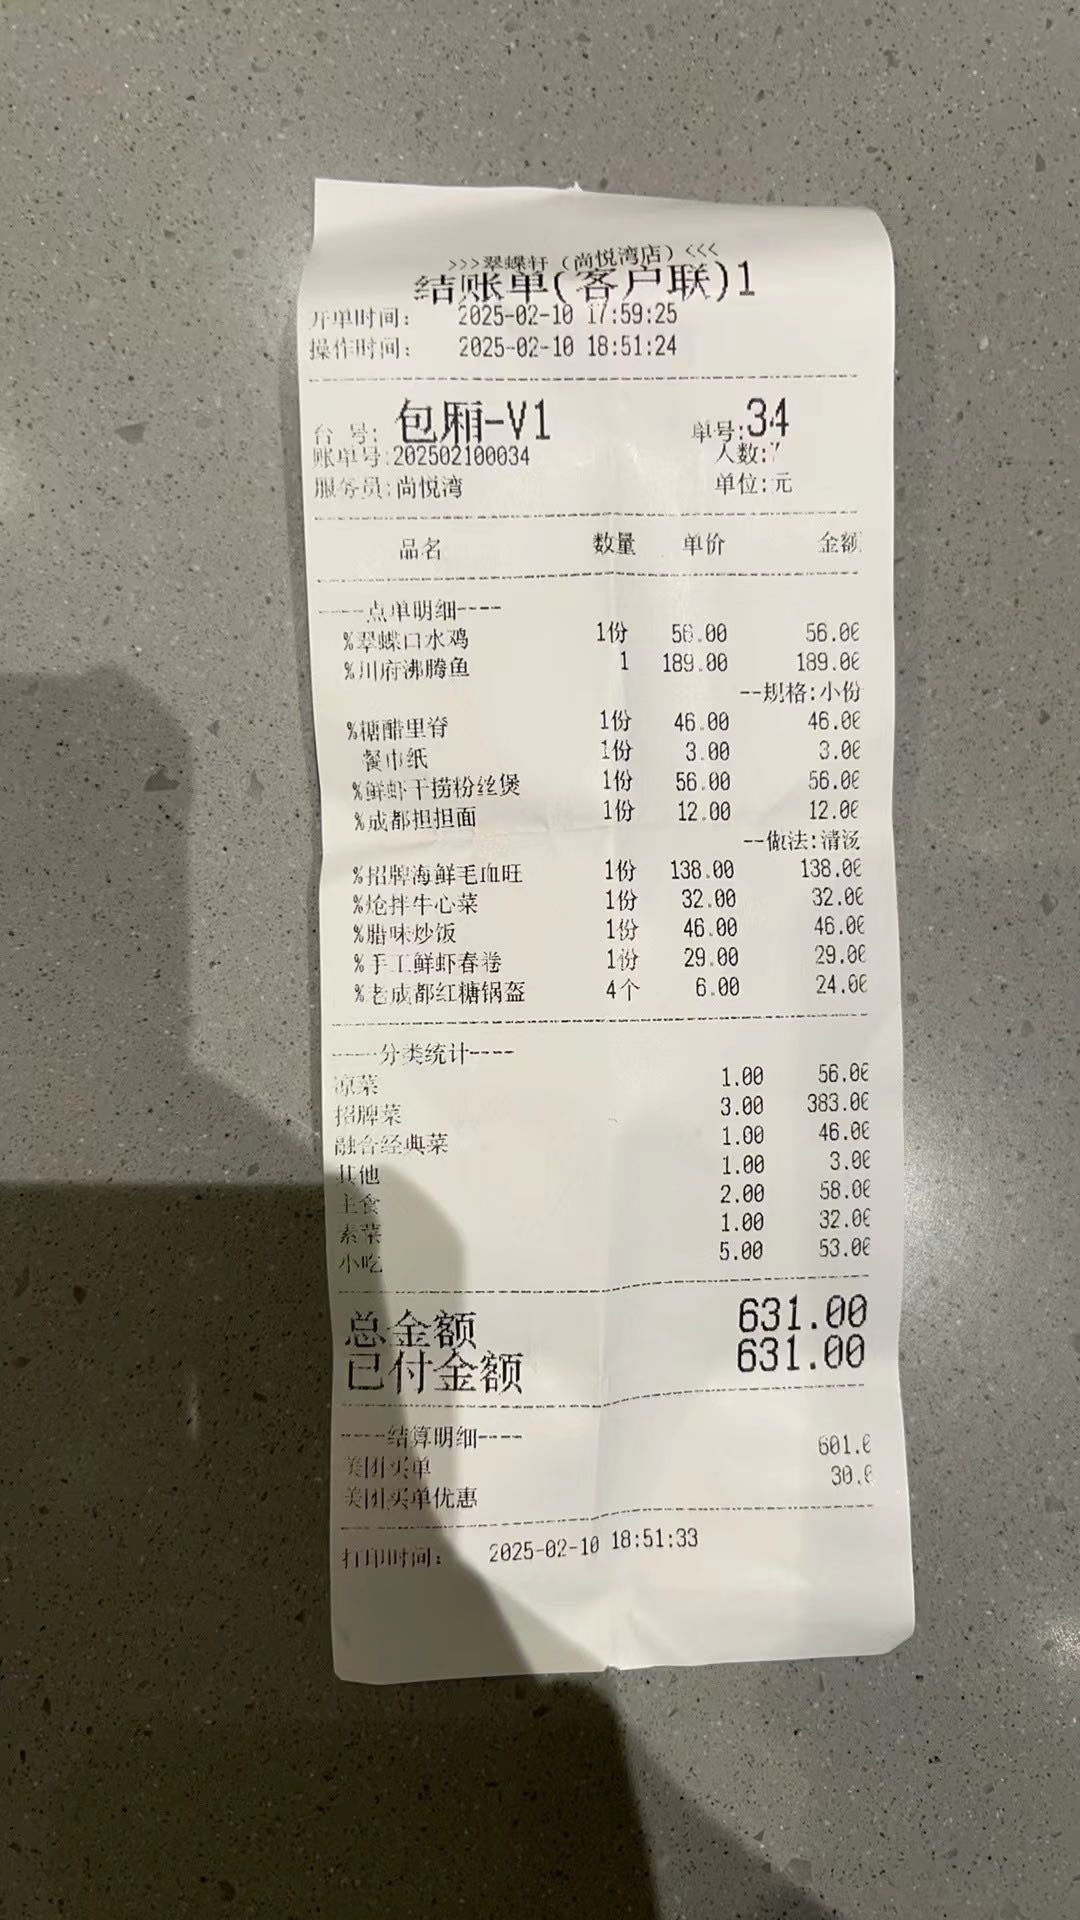 >>>翠蝶轩（尚悦湾店）<<<
结账单(客户联)1
开单时间: 2025-02-10 17:59:25
操作时间: 2025-02-10 18:51:24
台 号: 包厢-V1 单号:34
账单号:202502100034 人数:7
服务员:尚悦湾 单位:元
品名 数量 单价 金额
----点单明细----
%翠蝶口水鸡 1份 56.00 56.00
%川府沸腾鱼 1 189.00 189.00
--规格:小份
%糖醋里脊 1份 46.00 46.00
餐巾纸 1份 3.00 3.00
%鲜虾干捞粉丝煲 1份 56.00 56.00
%成都担担面 1份 12.00 12.00
--做法:清汤
%招牌海鲜毛血旺 1份 138.00 138.00
%炝拌牛心菜 1份 32.00 32.00
%腊味炒饭 1份 46.00 46.00
%手工鲜虾春卷 1份 29.00 29.00
%老成都红糖锅盔 4个 6.00 24.00
----分类统计----
凉菜 1.00 56.00
招牌菜 3.00 383.00
融合经典菜 1.00 46.00
其他 1.00 3.00
主食 2.00 58.00
素菜 1.00 32.00
小吃 5.00 53.00
总金额 631.00
已付金额 631.00
----结算明细----
美团买单 601.0
美团买单优惠 30.0
打印时间: 2025-02-10 18:51:33